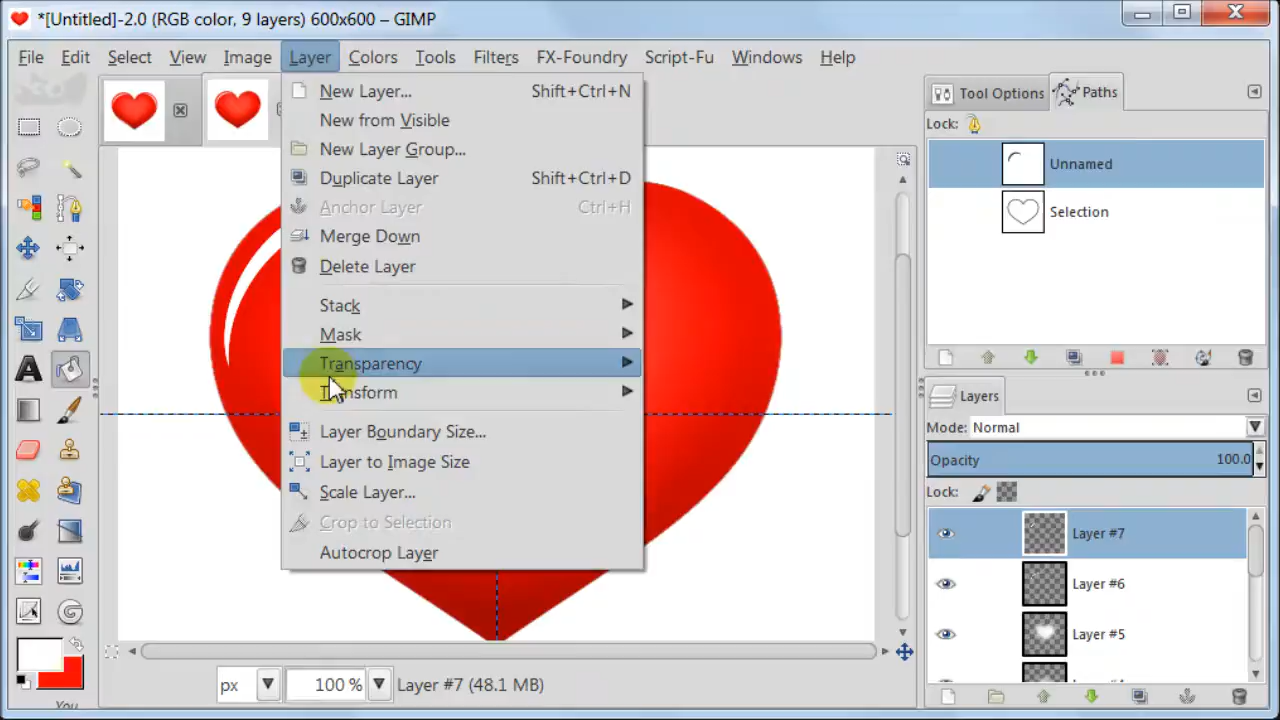 *[Untitled]-2.0 (RGB color, 9 layers) 600x600 – GIMP
File Edit Select View Image Layer Colors Tools Filters FX-Foundry Script-Fu Windows Help
New Layer... Shift+Ctrl+N
New from Visible
New Layer Group...
Duplicate Layer Shift+Ctrl+D
Anchor Layer Ctrl+H
Merge Down
Delete Layer
Stack
Mask
Transparency
Transform
Layer Boundary Size...
Layer to Image Size
Scale Layer...
Crop to Selection
Autocrop Layer
Tool Options Paths
Lock:
Unnamed
Selection
Layers
Mode: Normal
Opacity 100.0
Lock:
Layer #7
Layer #6
Layer #5
You
px 100 % Layer #7 (48.1 MB)